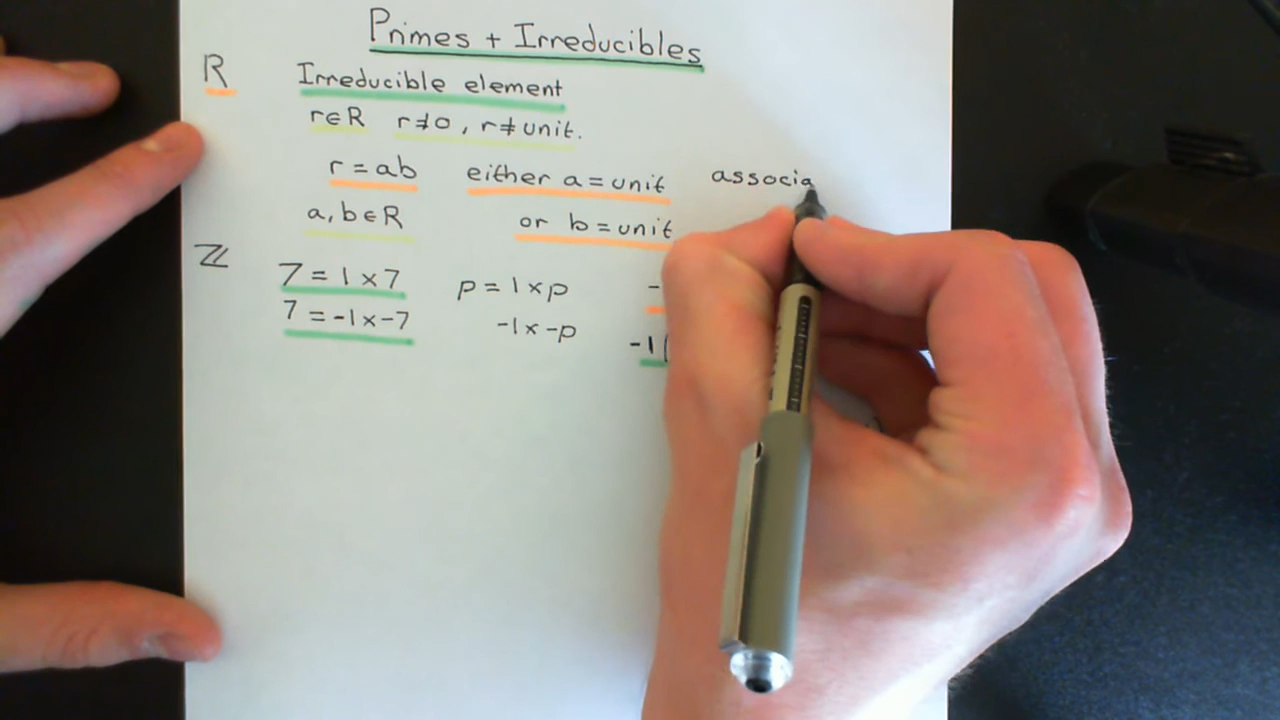 Primes + Irreducibles
R Irreducible element
r∈R r≠0, r≠unit.
r = ab either a = unit associa
a, b ∈ R or b = unit
ℤ 7 = 1 × 7 p = 1 × p -
7 = -1 × -7 -1 × -p -1